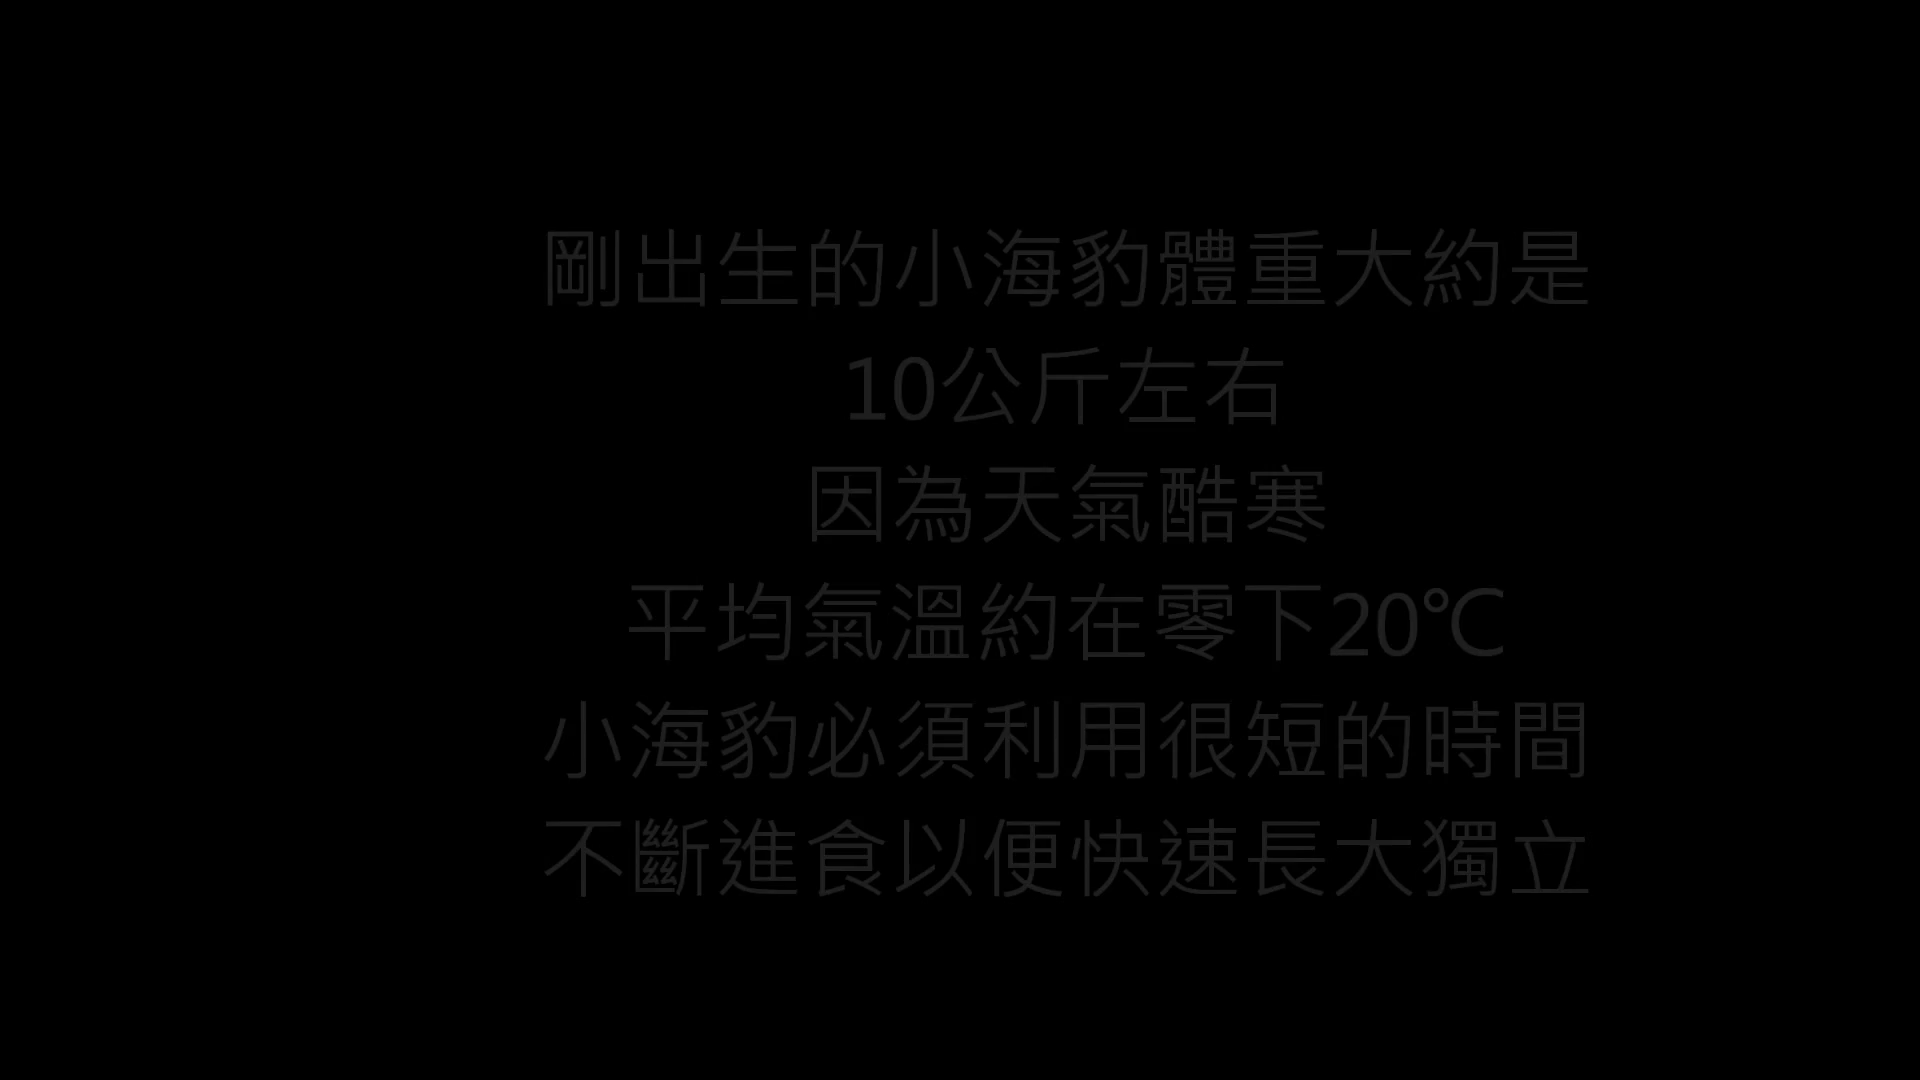 剛出生的小海豹體重大約是
10公斤左右
因為天氣酷寒
平均氣溫約在零下20℃
小海豹必須利用很短的時間
不斷進食以便快速長大獨立